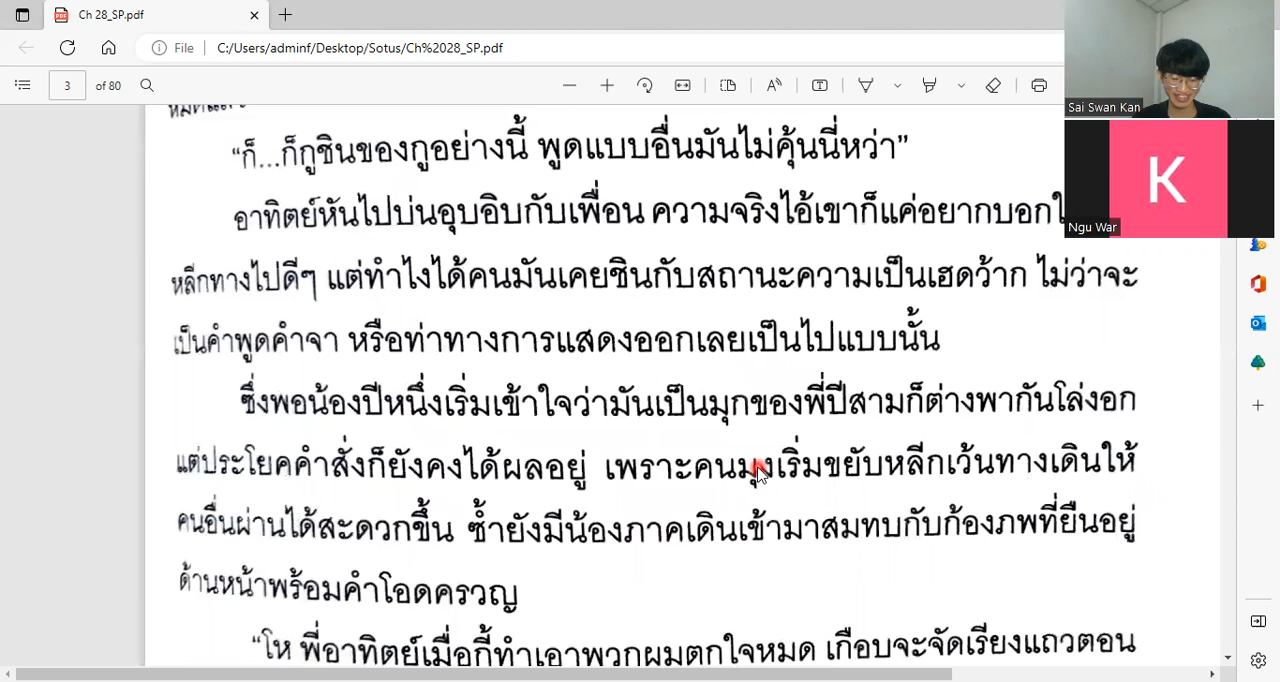 Ch 28_SP.pdf
File C:/Users/adminf/Desktop/Sotus/Ch%2028_SP.pdf
3 of 80
Sai Swan Kan
K
Ngu War
“ก็...ก็กูชินของกูอย่างนี้ พูดแบบอื่นมันไม่คุ้นนี่หว่า”
อาทิตย์หันไปบ่นอุบอิบกับเพื่อน ความจริงไอ้เขาก็แค่อยากบอก
หลีกทางไปดีๆ แต่ทำไงได้คนมันเคยชินกับสถานะความเป็นเฮดว้าก ไม่ว่าจะ
เป็นคำพูดคำจา หรือท่าทางการแสดงออกเลยเป็นไปแบบนั้น
ซึ่งพอน้องปีหนึ่งเริ่มเข้าใจว่ามันเป็นมุกของพี่ปีสามก็ต่างพากันโล่งอก
แต่ประโยคคำสั่งก็ยังคงได้ผลอยู่ เพราะคนมุงเริ่มขยับหลีกเว้นทางเดินให้
คนอื่นผ่านได้สะดวกขึ้น ซ้ำยังมีน้องภาคเดินเข้ามาสมทบกับก้องภพที่ยืนอยู่
ด้านหน้าพร้อมคำโอดครวญ
“โห พี่อาทิตย์เมื่อกี้ทำเอาพวกผมตกใจหมด เกือบจะจัดเรียงแถวตอน